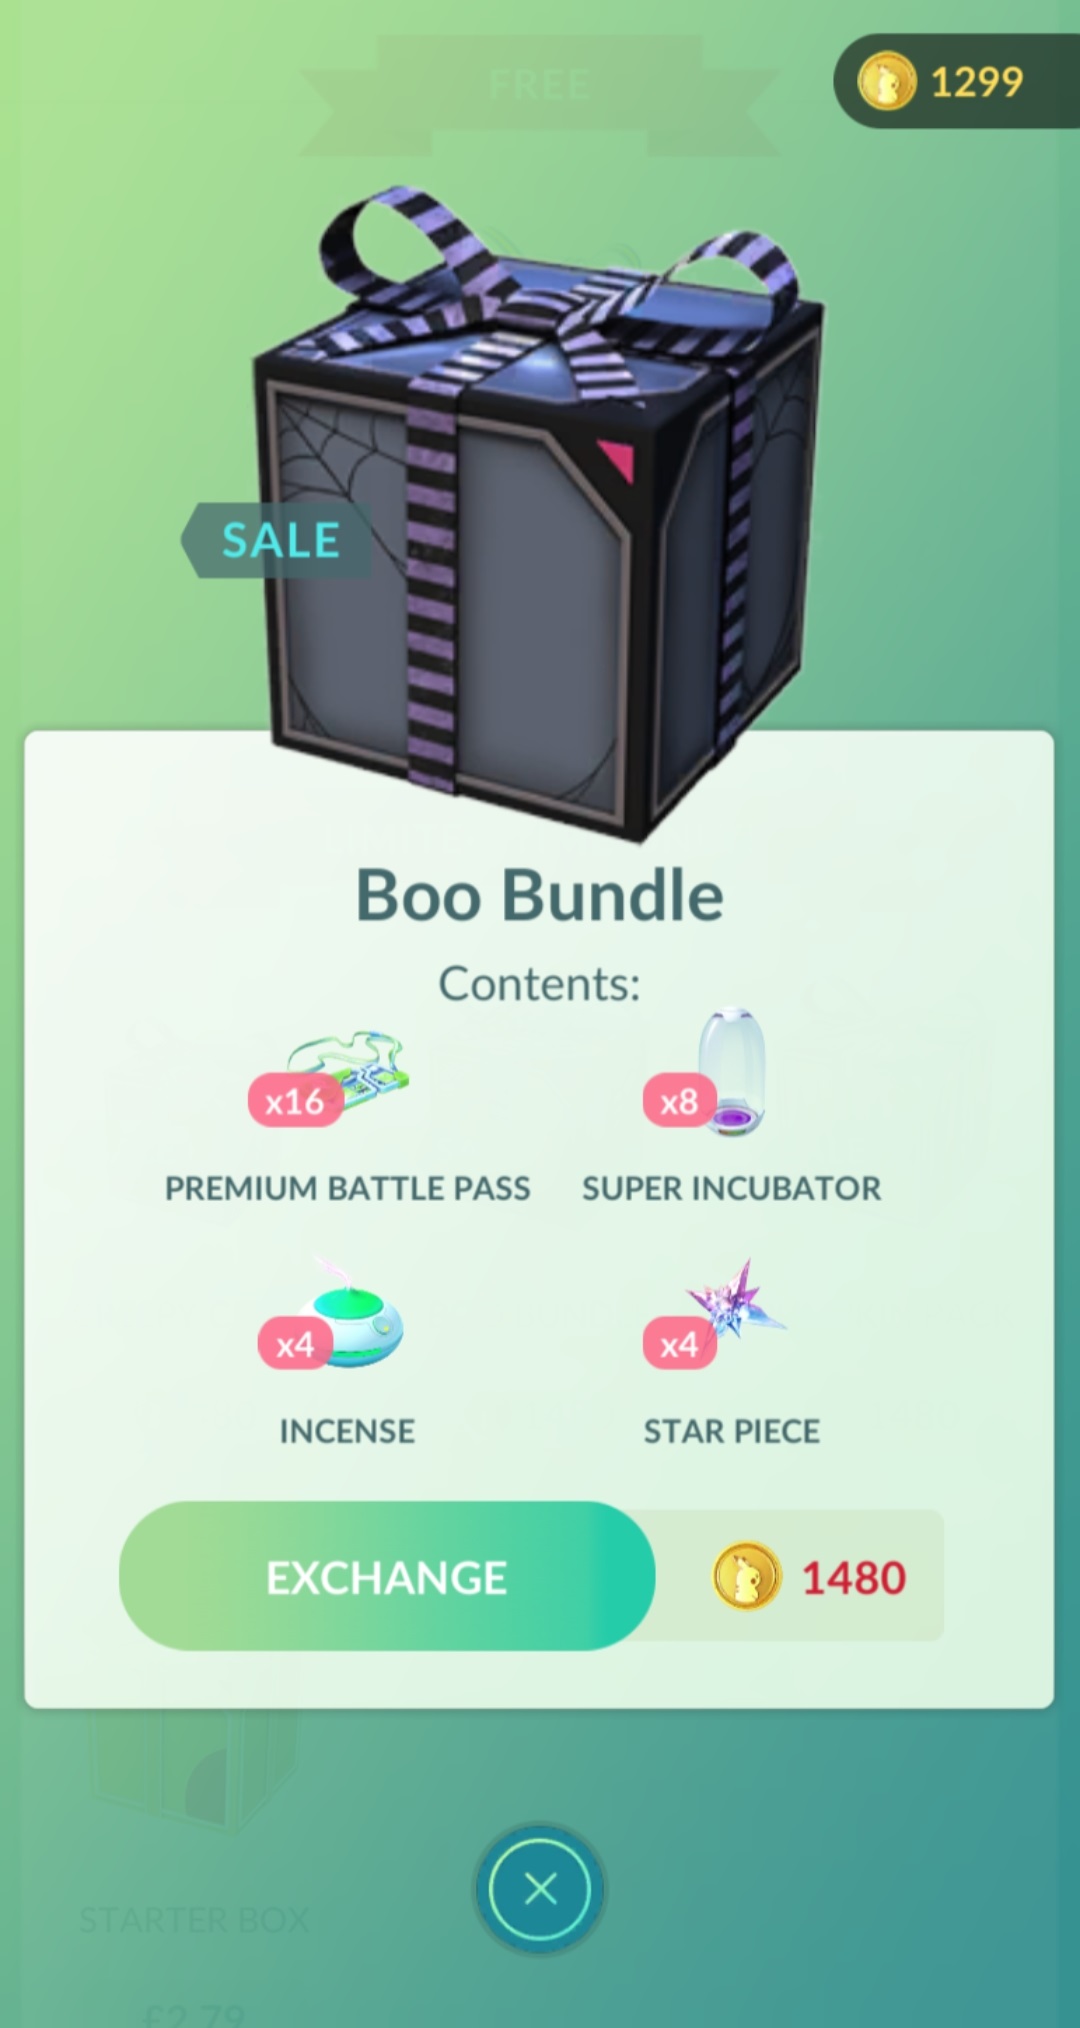 FREE
1299
SALE
Boo Bundle
Contents:
x16
x8
PREMIUM BATTLE PASS
SUPER INCUBATOR
x4
x4
INCENSE
STAR PIECE
EXCHANGE
1480
STARTER BOX
£2.79